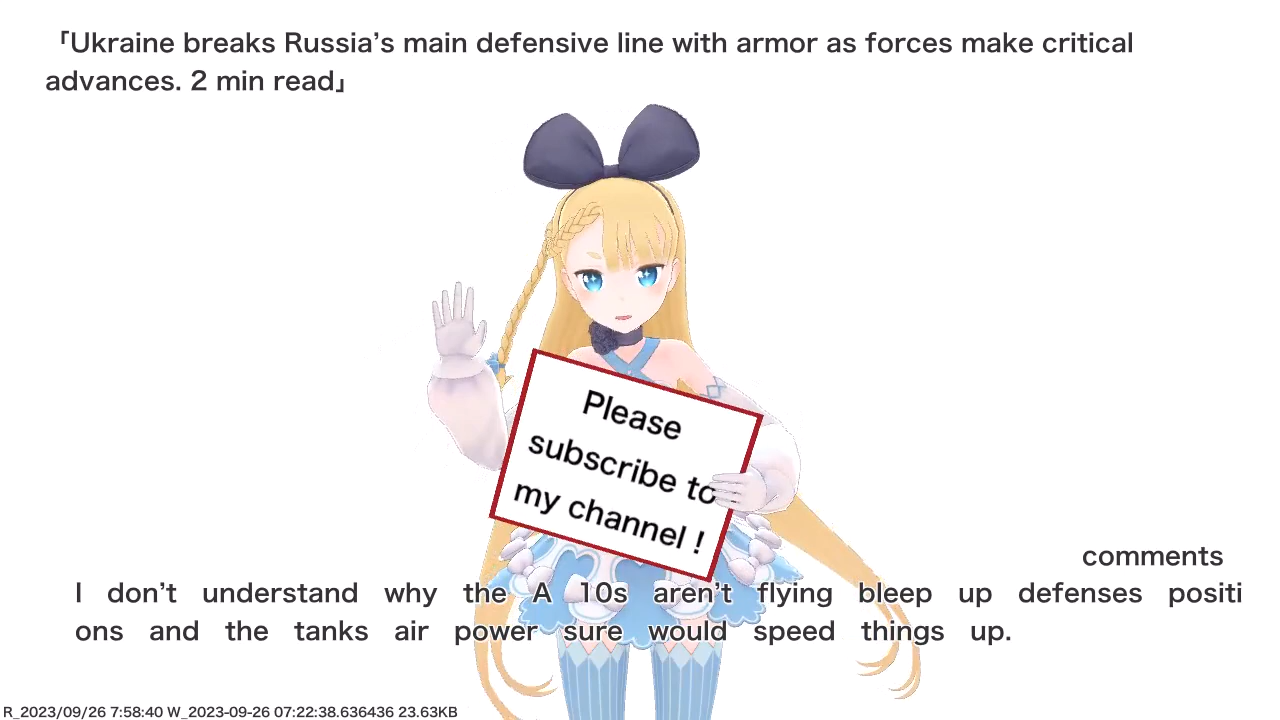 「Ukraine breaks Russia’s main defensive line with armor as forces make critical
advances. 2 min read」
Please
subscribe to
my channel !
comments
I don’t understand why the A 10s aren’t flying bleep up defenses positi
ons and the tanks air power sure would speed things up.
R_2023/09/26 7:58:40 W_2023-09-26 07:22:38.636436 23.63KB